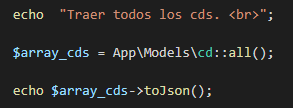 echo  "Traer todos los cds. <br>";
$array_cds = App\Models\cd::all();
echo $array_cds->toJson();